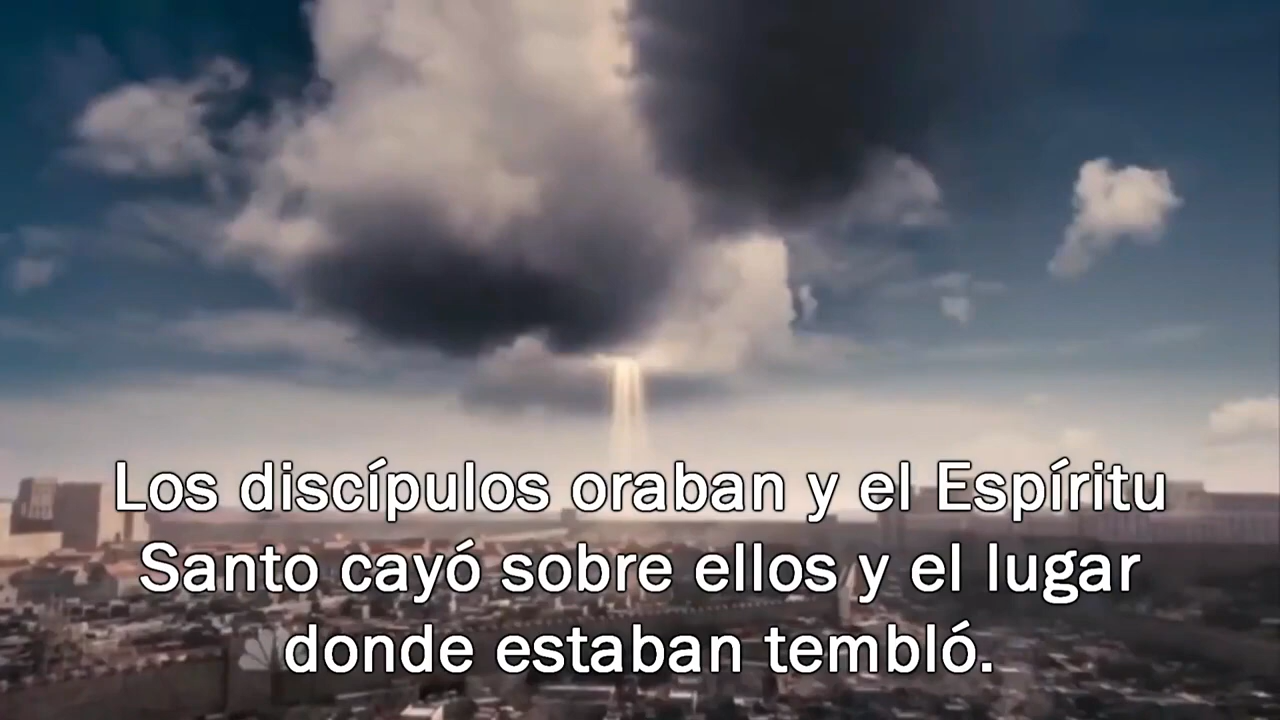 Los discípulos oraban y el Espíritu
Santo cayó sobre ellos y el lugar
donde estaban tembló.